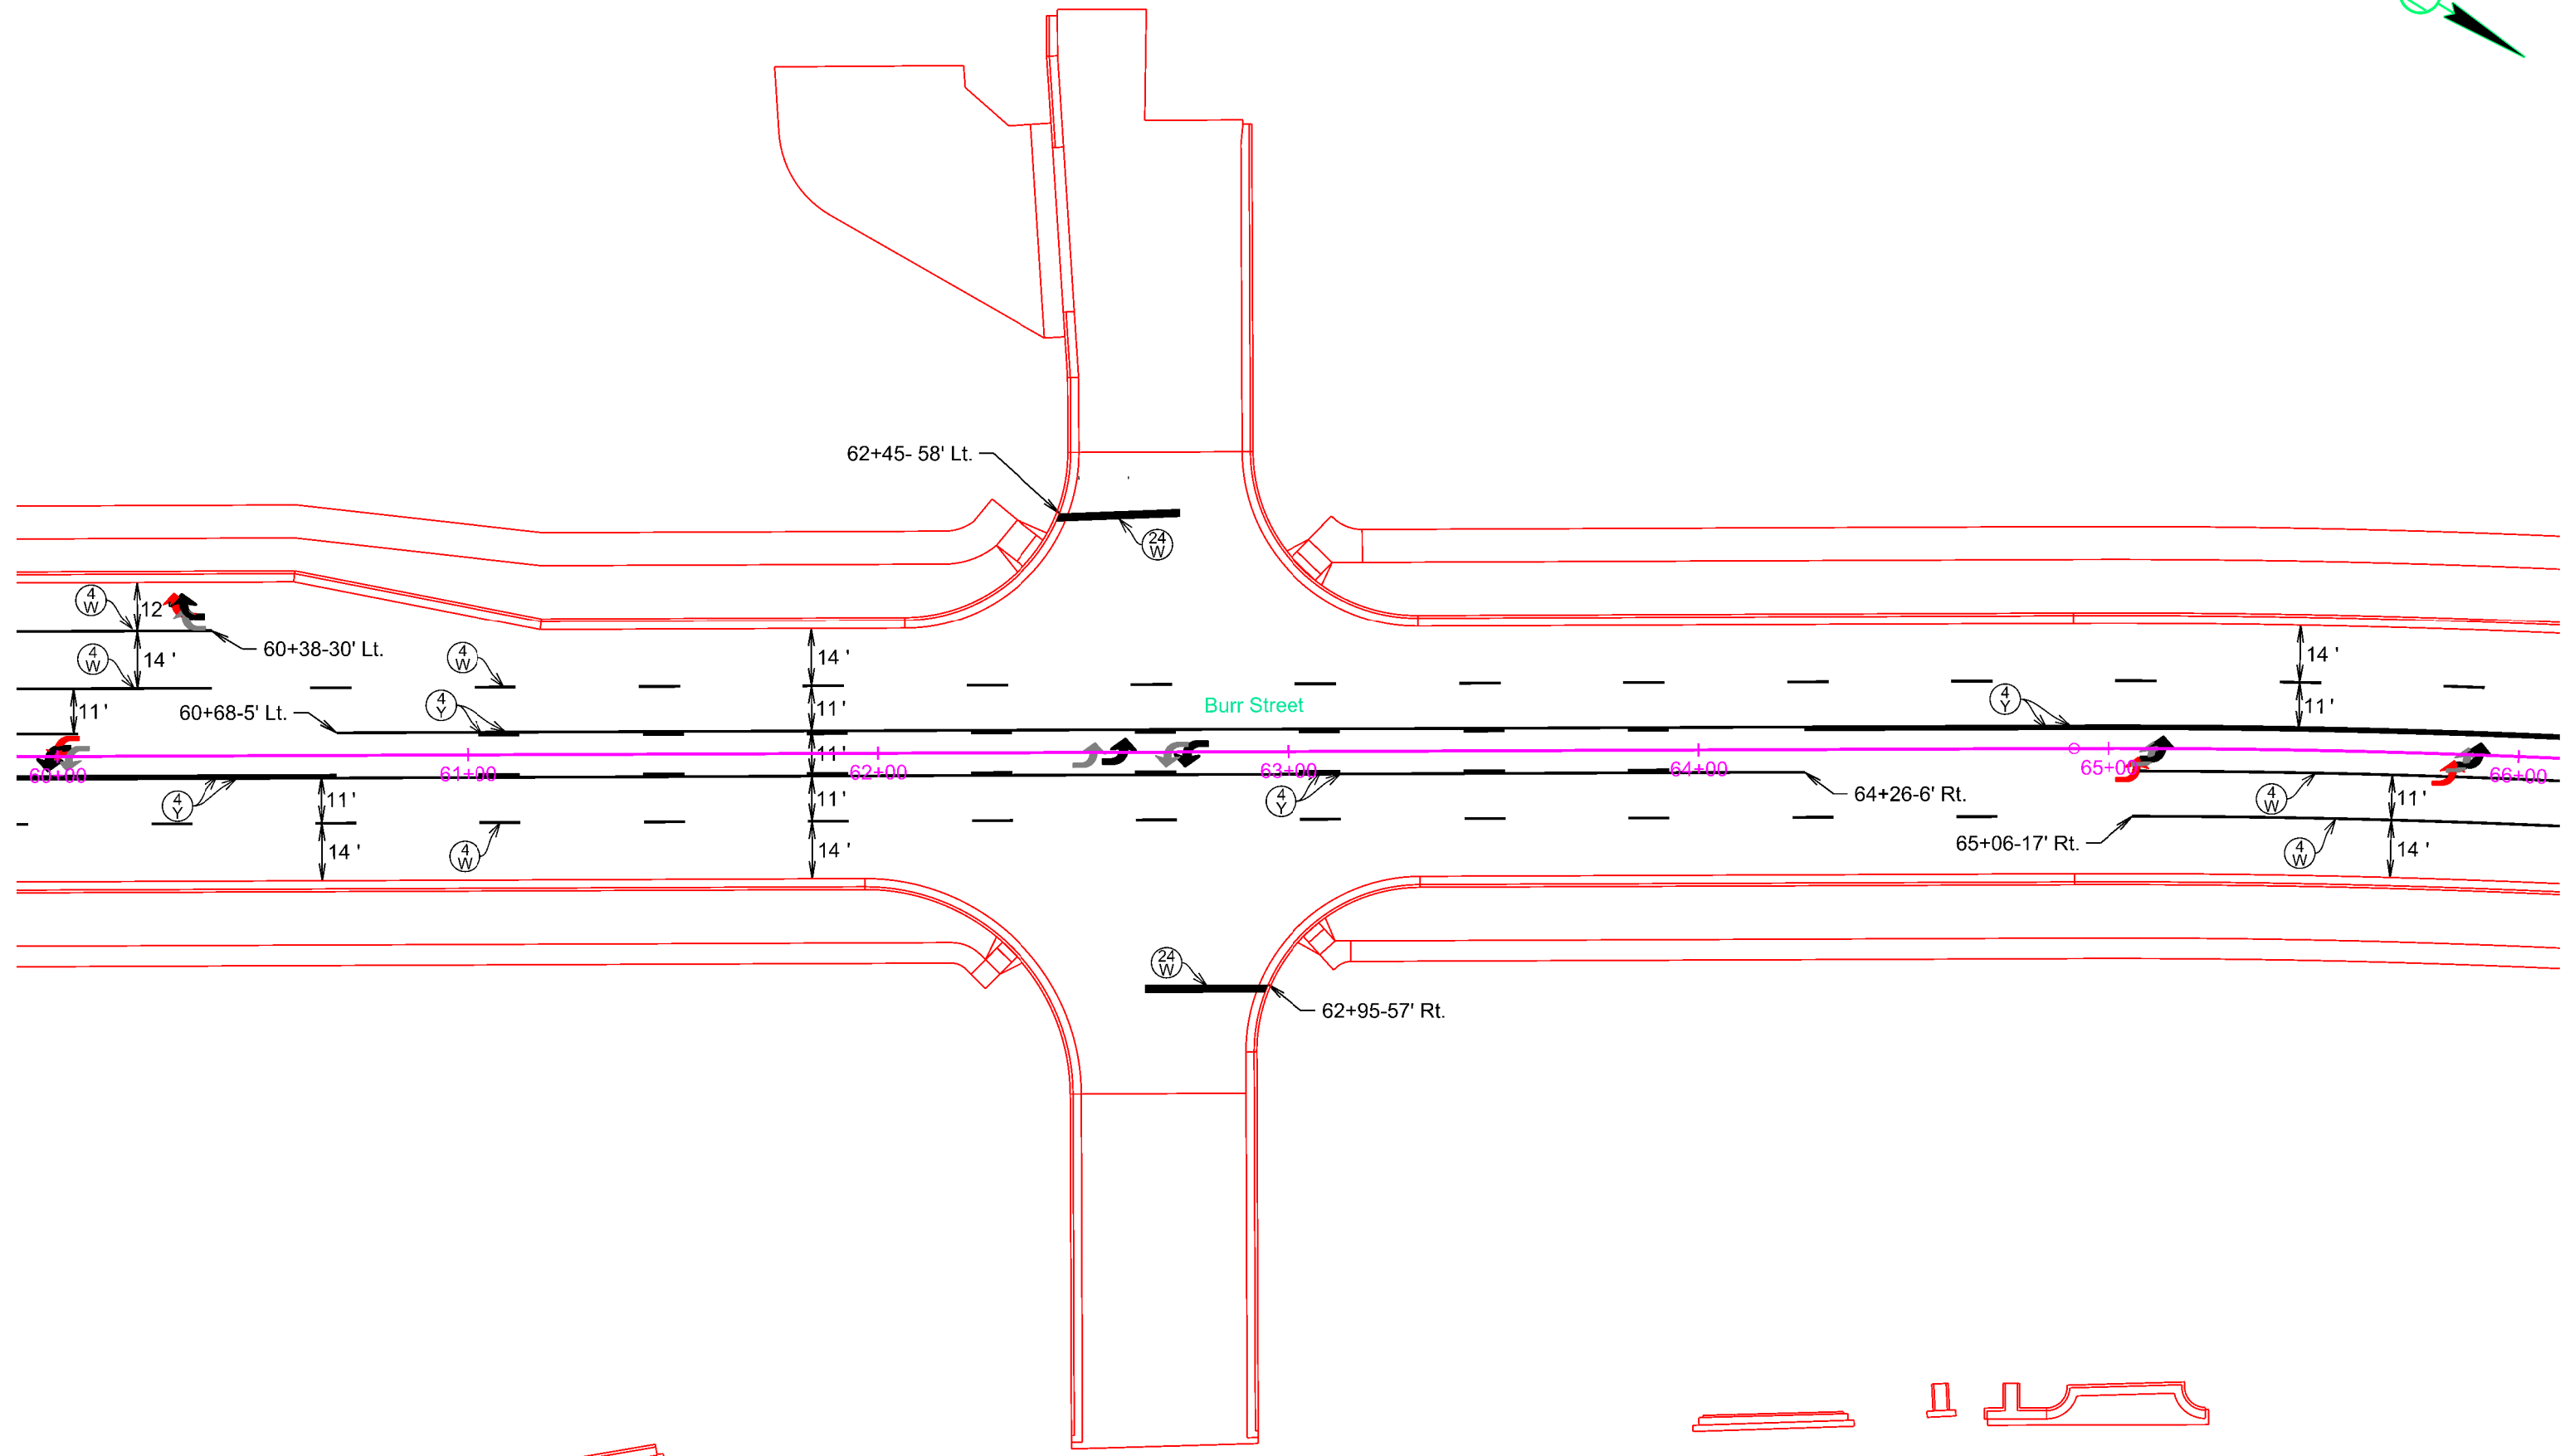 62+45- 58' Lt.
24
W
4
W
12'
60+38-30' Lt.
4
W
14 '
4
W
14 '
14 '
11'
60+68-5' Lt.
4
Y
11'
Burr Street
4
Y
11'
11'
60+00
61+00
62+00
63+00
64+00
65+00
66+00
4
Y
11'
11'
4
Y
64+26-6' Rt.
4
W
11'
14 '
4
W
14 '
65+06-17' Rt.
4
W
14 '
24
W
62+95-57' Rt.